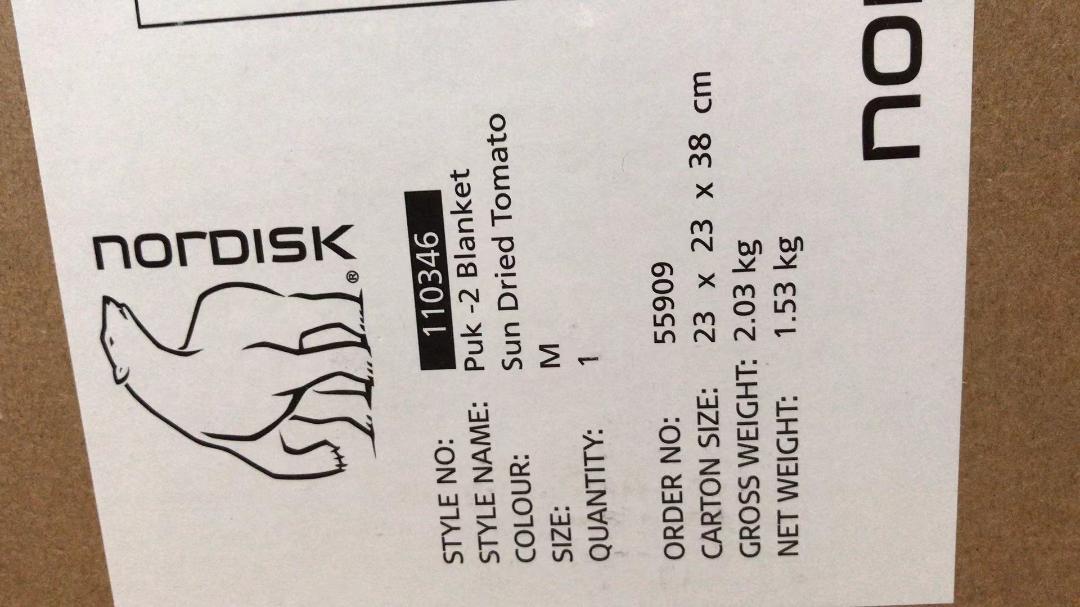 NORDISK®
STYLE NO: 110346
STYLE NAME: Puk -2 Blanket
COLOUR: Sun Dried Tomato
SIZE: M
QUANTITY: 1
ORDER NO: 55909
CARTON SIZE: 23 x 23 x 38 cm
GROSS WEIGHT: 2.03 kg
NET WEIGHT: 1.53 kg